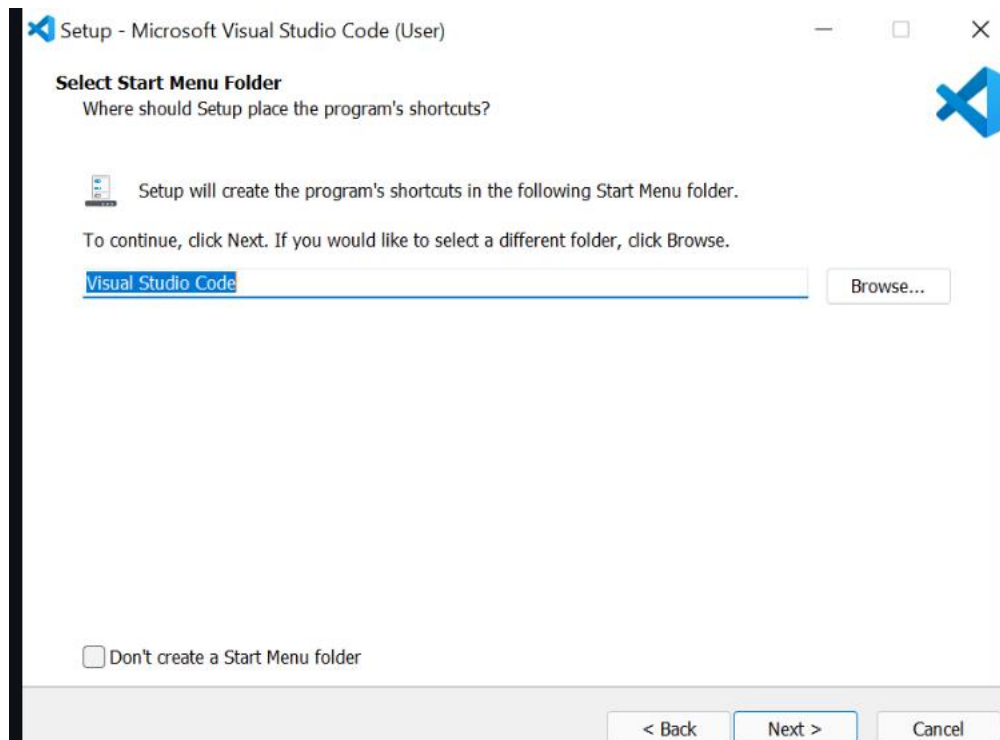 Setup - Microsoft Visual Studio Code (User)
Select Start Menu Folder
Where should Setup place the program's shortcuts?
Setup will create the program's shortcuts in the following Start Menu folder.
To continue, click Next. If you would like to select a different folder, click Browse.
Visual Studio Code
Browse...
Don't create a Start Menu folder
< Back
Next >
Cancel